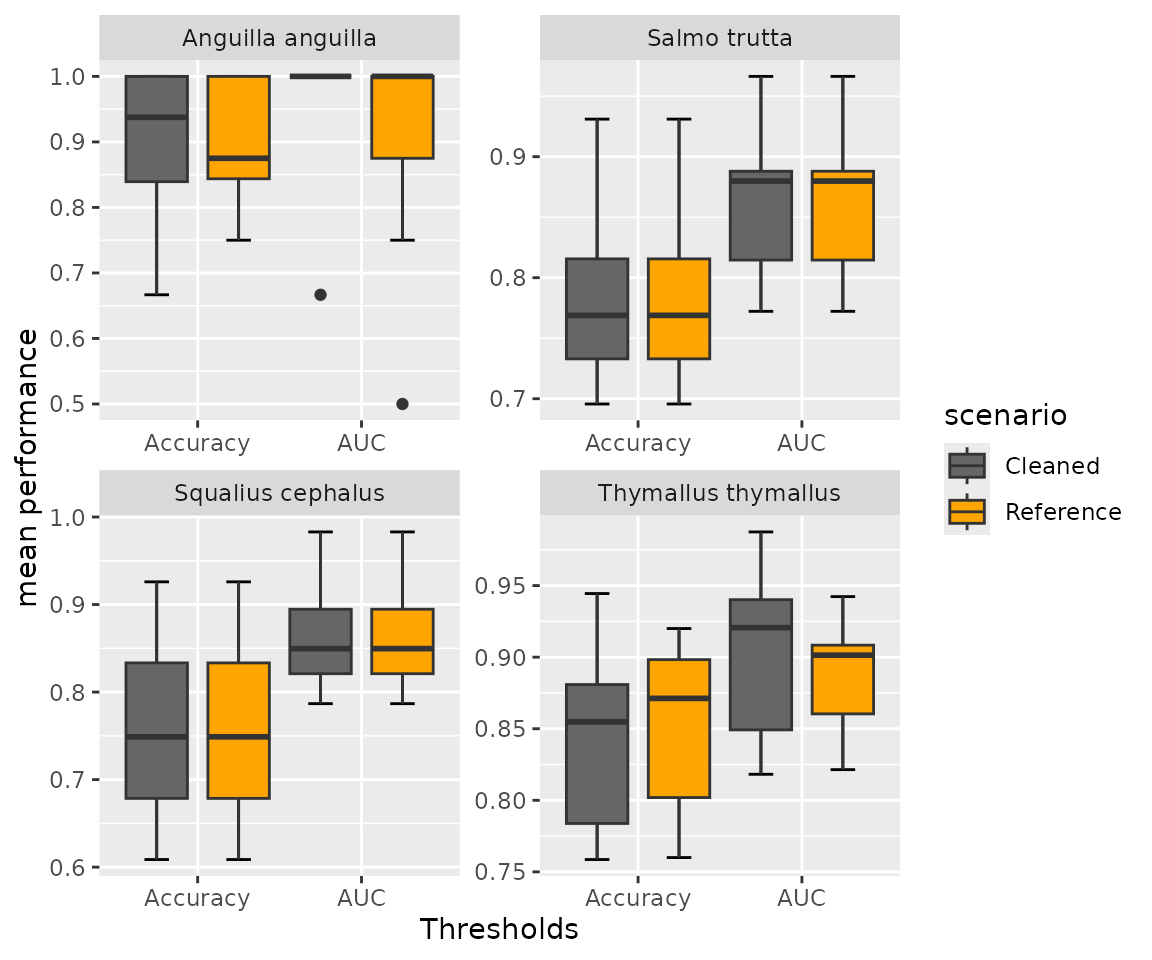 Anguilla anguilla
Salmo trutta
1.0
0.9
0.8
0.7
0.6
0.5
0.9
0.8
0.7
Accuracy
AUC
Accuracy
AUC
Squalius cephalus
Thymallus thymallus
1.0
0.9
0.8
0.7
0.6
0.95
0.90
0.85
0.80
0.75
Accuracy
AUC
Accuracy
AUC
mean performance
Thresholds
scenario
Cleaned
Reference